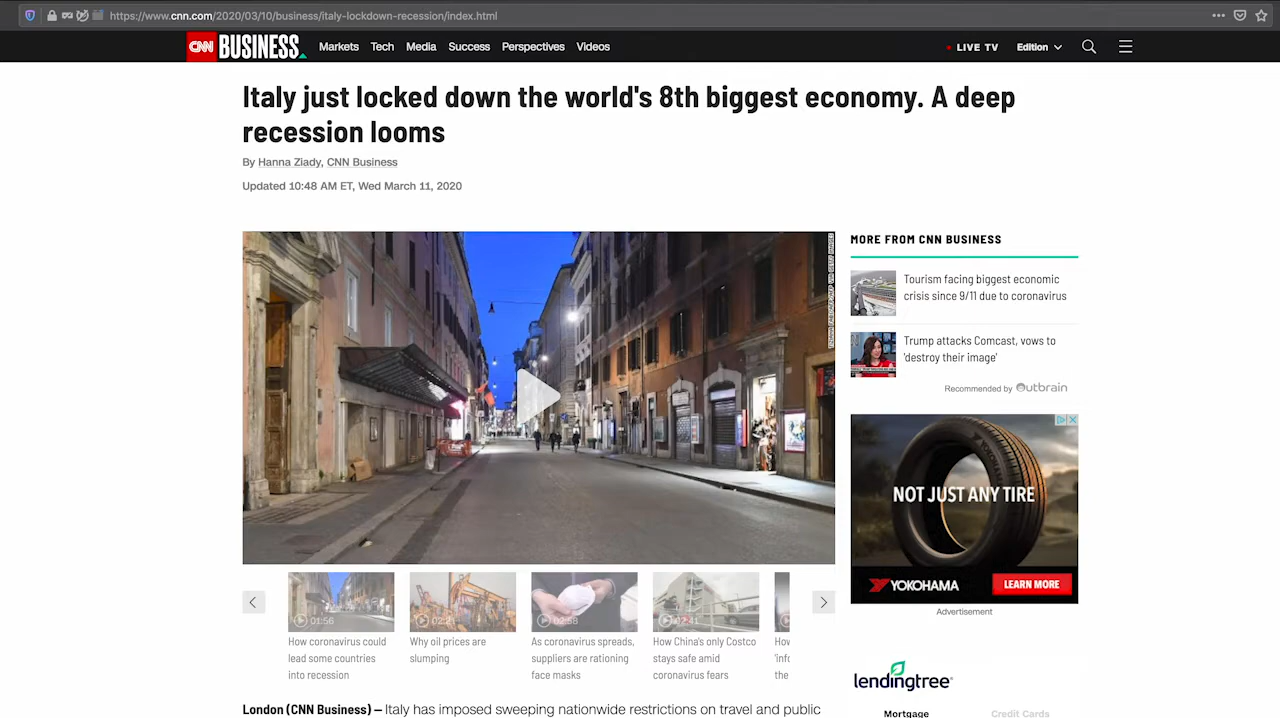 https://www.cnn.com/2020/03/10/business/italy-lockdown-recession/index.html
CNN BUSINESS Markets Tech Media Success Perspectives Videos LIVE TV Edition
Italy just locked down the world's 8th biggest economy. A deep
recession looms
By Hanna Ziady, CNN Business
Updated 10:48 AM ET, Wed March 11, 2020
MORE FROM CNN BUSINESS
Tourism facing biggest economic
crisis since 9/11 due to coronavirus
Trump attacks Comcast, vows to
'destroy their image'
Recommended by Outbrain
NOT JUST ANY TIRE
YOKOHAMA LEARN MORE
Advertisement
01:56
How coronavirus could
lead some countries
into recession
Why oil prices are
slumping
As coronavirus spreads,
suppliers are rationing
face masks
How China's only Costco
stays safe amid
coronavirus fears
How
'info
the
lendingtree
Mortgage Credit Cards
London (CNN Business) — Italy has imposed sweeping nationwide restrictions on travel and public